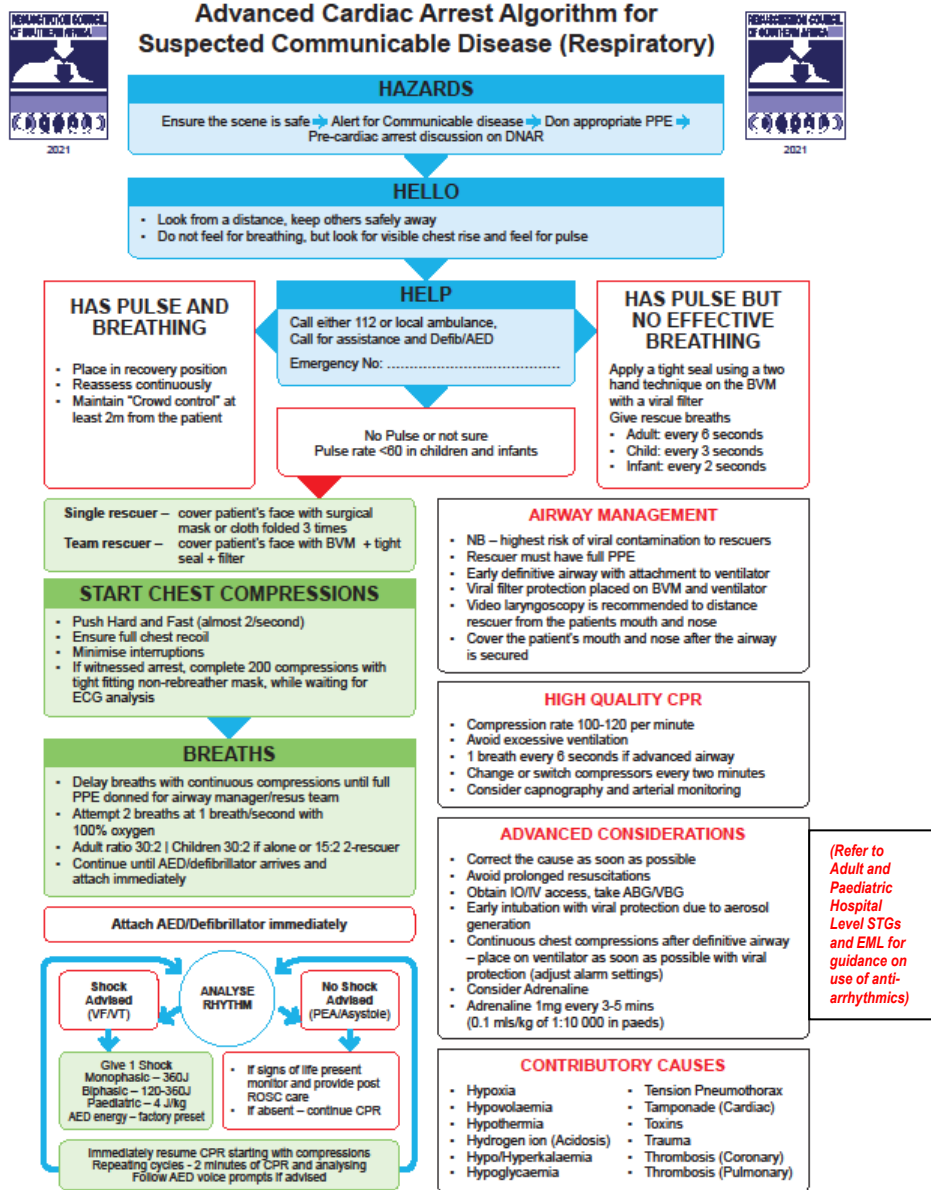 Advanced Cardiac Arrest Algorithm for
Suspected Communicable Disease (Respiratory)
RESUSCITATION COUNCIL
OF SOUTHERN AFRICA
2021
RESUSCITATION COUNCIL
OF SOUTHERN AFRICA
2021
HAZARDS
Ensure the scene is safe Alert for Communicable disease Don appropriate PPE
Pre-cardiac arrest discussion on DNAR
HELLO
• Look from a distance, keep others safely away
• Do not feel for breathing, but look for visible chest rise and feel for pulse
HAS PULSE AND
BREATHING
• Place in recovery position
• Reassess continuously
• Maintain "Crowd control" at
least 2m from the patient
HELP
Call either 112 or local ambulance,
Call for assistance and Defib/AED
Emergency No: ............................................
HAS PULSE BUT
NO EFFECTIVE
BREATHING
Apply a tight seal using a two
hand technique on the BVM
with a viral filter
Give rescue breaths
• Adult: every 6 seconds
• Child: every 3 seconds
• Infant: every 2 seconds
No Pulse or not sure
Pulse rate <60 in children and infants
Single rescuer – cover patient's face with surgical
mask or cloth folded 3 times
Team rescuer – cover patient's face with BVM + tight
seal + filter
START CHEST COMPRESSIONS
• Push Hard and Fast (almost 2/second)
• Ensure full chest recoil
• Minimise interruptions
• If witnessed arrest, complete 200 compressions with
tight fitting non-rebreather mask, while waiting for
ECG analysis
BREATHS
• Delay breaths with continuous compressions until full
PPE donned for airway manager/resus team
• Attempt 2 breaths at 1 breath/second with
100% oxygen
• Adult ratio 30:2 | Children 30:2 if alone or 15:2 2-rescuer
• Continue until AED/defibrillator arrives and
attach immediately
Attach AED/Defibrillator immediately
Shock
Advised
(VF/VT)
ANALYSE
RHYTHM
No Shock
Advised
(PEA/Asystole)
Give 1 Shock
Monophasic – 360J
Biphasic – 120-360J
Paediatric – 4 J/kg
AED energy – factory preset
• If signs of life present
monitor and provide post
ROSC care
• If absent – continue CPR
Immediately resume CPR starting with compressions
Repeating cycles - 2 minutes of CPR and analysing
Follow AED voice prompts if advised
AIRWAY MANAGEMENT
• NB – highest risk of viral contamination to rescuers
• Rescuer must have full PPE
• Early definitive airway with attachment to ventilator
• Viral filter protection placed on BVM and ventilator
• Video laryngoscopy is recommended to distance
rescuer from the patients mouth and nose
• Cover the patient's mouth and nose after the airway
is secured
HIGH QUALITY CPR
• Compression rate 100-120 per minute
• Avoid excessive ventilation
• 1 breath every 6 seconds if advanced airway
• Change or switch compressors every two minutes
• Consider capnography and arterial monitoring
ADVANCED CONSIDERATIONS
• Correct the cause as soon as possible
• Avoid prolonged resuscitations
• Obtain IO/IV access, take ABG/VBG
• Early intubation with viral protection due to aerosol
generation
• Continuous chest compressions after definitive airway
– place on ventilator as soon as possible with viral
protection (adjust alarm settings)
• Consider Adrenaline
• Adrenaline 1mg every 3-5 mins
(0.1 mls/kg of 1:10 000 in paeds)
(Refer to
Adult and
Paediatric
Hospital
Level STGs
and EML for
guidance on
use of anti-
arrhythmics)
CONTRIBUTORY CAUSES
• Hypoxia
• Hypovolaemia
• Hypothermia
• Hydrogen ion (Acidosis)
• Hypo/Hyperkalaemia
• Hypoglycaemia
• Tension Pneumothorax
• Tamponade (Cardiac)
• Toxins
• Trauma
• Thrombosis (Coronary)
• Thrombosis (Pulmonary)